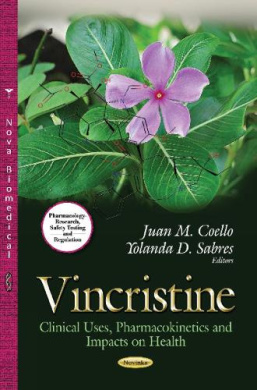 Nova Biomedical
Juan M. Coello
Yolanda D. Sabres
Editors
Pharmacology
Research,
Safety Testing
and
Regulation
Vincristine
Clinical Uses, Pharmacokinetics and
Impacts on Health
Novinka